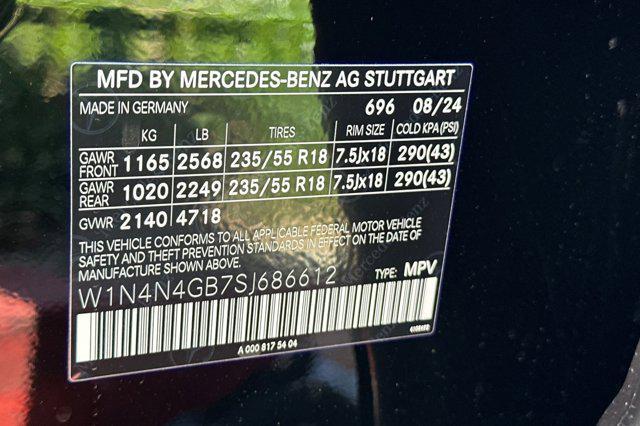 MFD BY MERCEDES-BENZ AG STUTTGART
MADE IN GERMANY 696 08/24
KG LB TIRES RIM SIZE COLD KPA (PSI)
GAWR FRONT 1165 2568 235/55 R18 7.5Jx18 290(43)
GAWR REAR 1020 2249 235/55 R18 7.5Jx18 290(43)
GVWR 2140 4718
THIS VEHICLE CONFORMS TO ALL APPLICABLE FEDERAL MOTOR VEHICLE
SAFETY AND THEFT PREVENTION STANDARDS IN EFFECT ON THE DATE OF
MANUFACTURE SHOWN ABOVE.
W1N4N4GB7SJ686612 TYPE: MPV
A 000 817 54 04